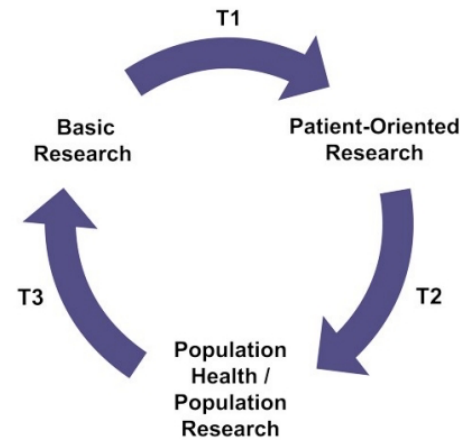 T1
Basic
Research
Patient-Oriented
Research
T3
T2
Population
Health /
Population
Research